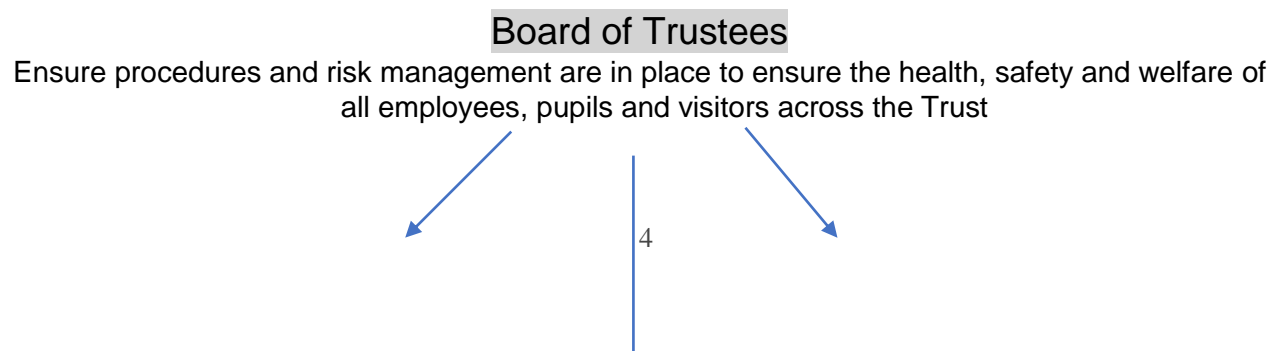 Board of Trustees
Ensure procedures and risk management are in place to ensure the health, safety and welfare of
all employees, pupils and visitors across the Trust
4